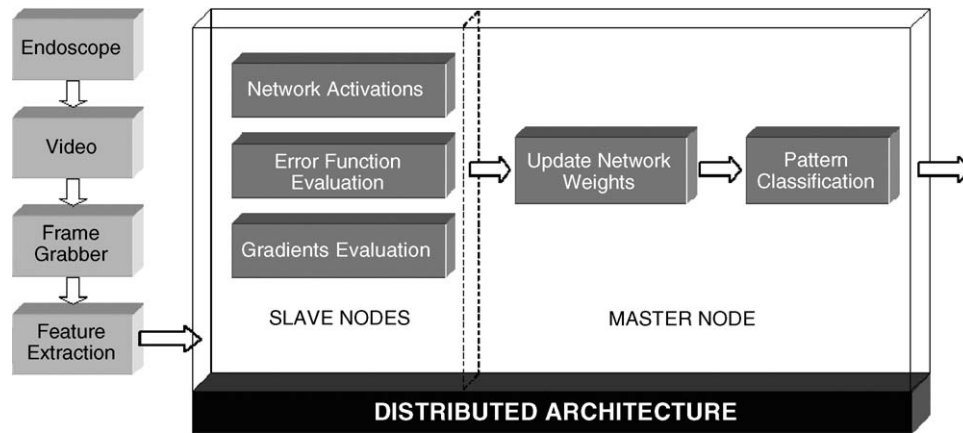 Endoscope
Video
Frame
Grabber
Feature
Extraction
Network Activations
Error Function
Evaluation
Gradients Evaluation
SLAVE NODES
Update Network
Weights
Pattern
Classification
MASTER NODE
DISTRIBUTED ARCHITECTURE